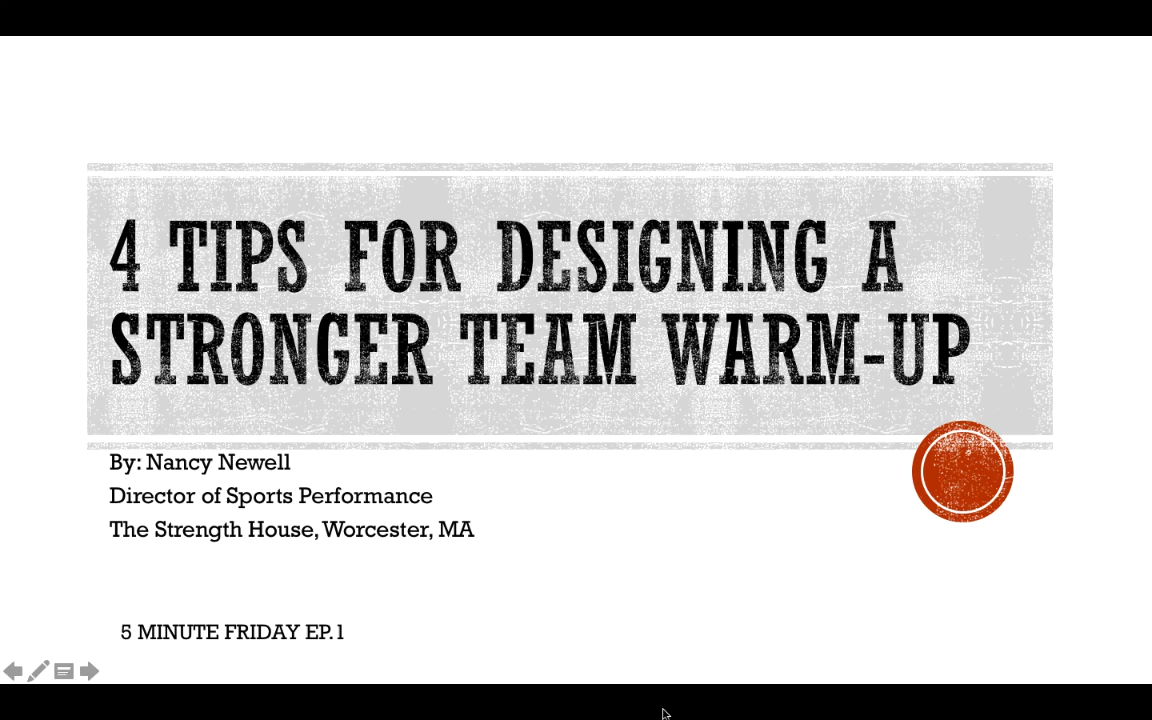 4 TIPS FOR DESIGNING A
STRONGER TEAM WARM-UP
By: Nancy Newell
Director of Sports Performance
The Strength House, Worcester, MA
5 MINUTE FRIDAY EP.1